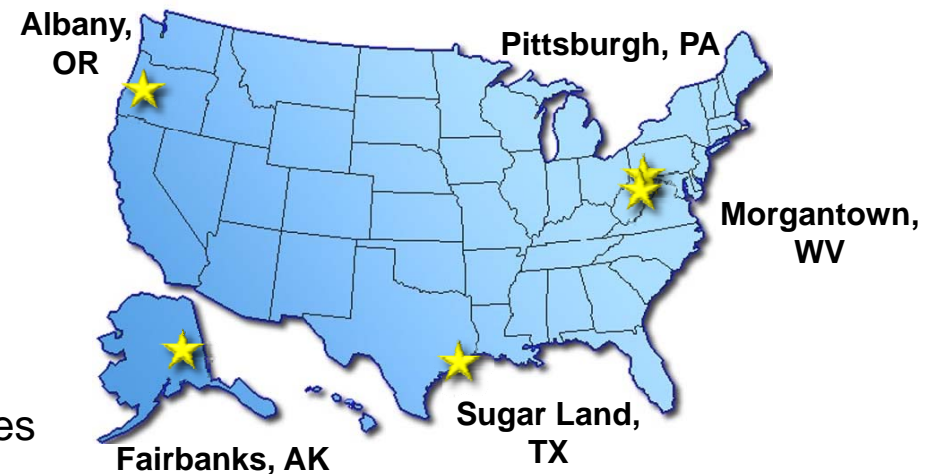 Albany,
OR
Pittsburgh, PA
Morgantown,
WV
Sugar Land,
TX
Fairbanks, AK